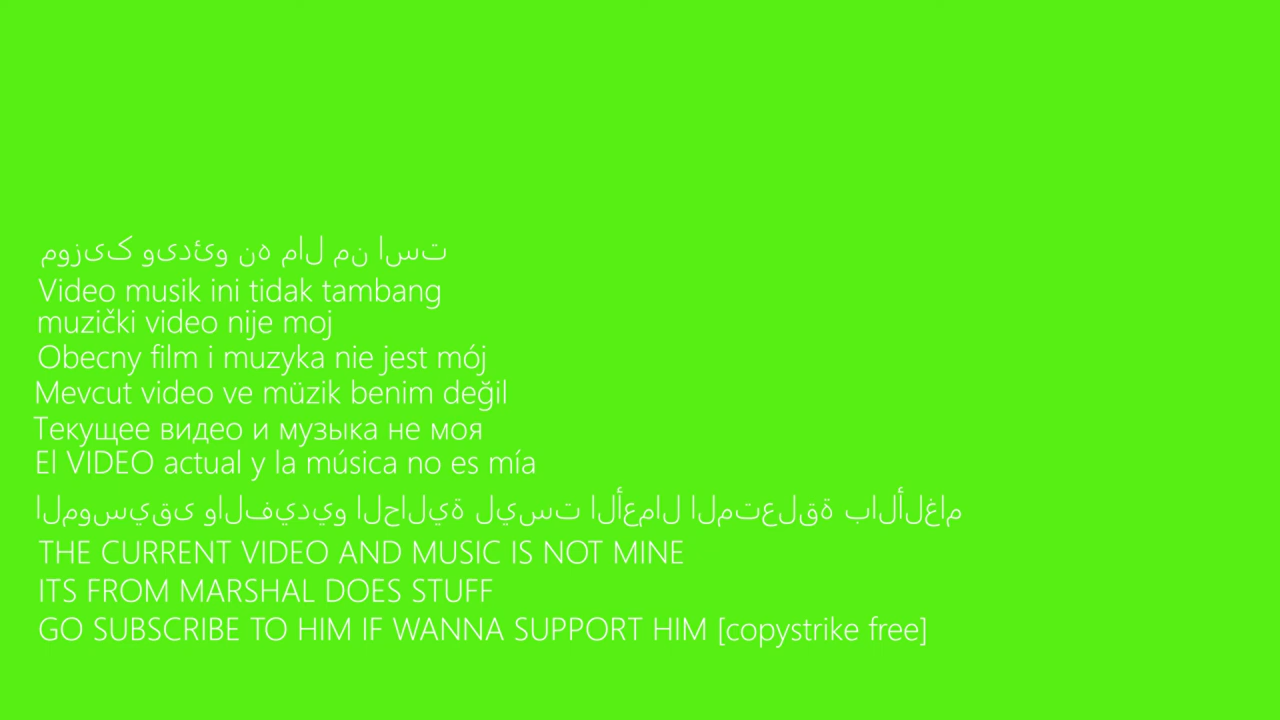 موزیک ویدئو نه مال من است
Video musik ini tidak tambang
muzički video nije moj
Obecny film i muzyka nie jest mój
Mevcut video ve müzik benim değil
Текущее видео и музыка не моя
El VIDEO actual y la música no es mía
الموسيقى والفيديو الحالية ليست الأعمال المتعلقة بالألغام
THE CURRENT VIDEO AND MUSIC IS NOT MINE
ITS FROM MARSHAL DOES STUFF
GO SUBSCRIBE TO HIM IF WANNA SUPPORT HIM [copystrike free]